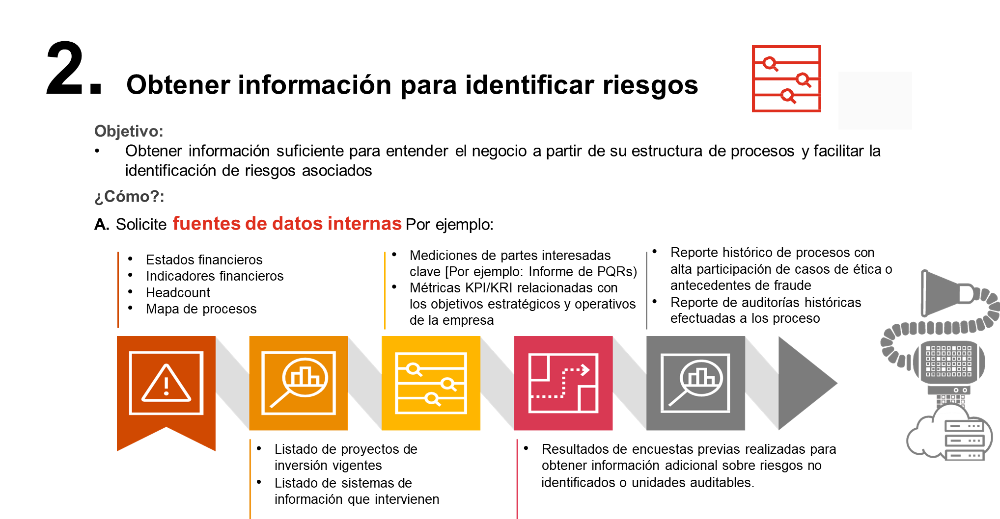 2. Obtener información para identificar riesgos
Objetivo:
• Obtener información suficiente para entender el negocio a partir de su estructura de procesos y facilitar la
identificación de riesgos asociados
¿Cómo?:
A. Solicite fuentes de datos internas Por ejemplo:
• Estados financieros
• Indicadores financieros
• Headcount
• Mapa de procesos
• Mediciones de partes interesadas
clave [Por ejemplo: Informe de PQRs)
• Métricas KPI/KRI relacionadas con
los objetivos estratégicos y operativos
de la empresa
• Reporte histórico de procesos con
alta participación de casos de ética o
antecedentes de fraude
• Reporte de auditorías históricas
efectuadas a los proceso
• Listado de proyectos de
inversión vigentes
• Listado de sistemas de
información que intervienen
• Resultados de encuestas previas realizadas para
obtener información adicional sobre riesgos no
identificados o unidades auditables.